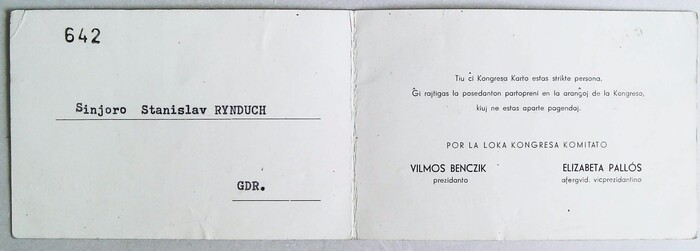 642
Sinjoro Stanislav RYNDUCH
GDR.
Tiu ĉi Kongresa Karto estas strikte persona.
Ĝi rajtigas la posedanton partopreni en la aranĝoj de la Kongreso,
kiuj ne estas aparte pagendaj.
POR LA LOKA KONGRESA KOMITATO
VILMOS BENCZIK
prezidanto
ELIZABETA PALLÓS
afergvid. vicprezidantino